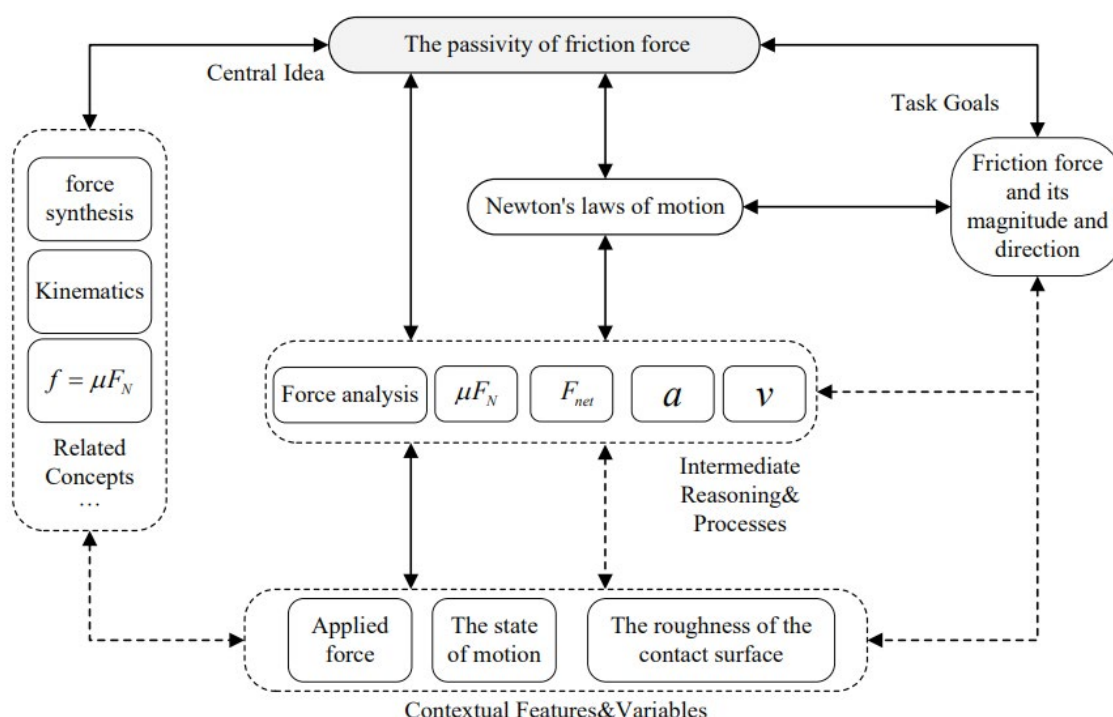 The passivity of friction force
Central Idea
Task Goals
force
synthesis
Kinematics
f = μF_N
Related
Concepts
…
Newton's laws of motion
Friction force
and its
magnitude and
direction
Force analysis
μF_N
F_net
a
v
Intermediate
Reasoning&
Processes
Applied
force
The state
of motion
The roughness of the
contact surface
Contextual Features&Variables